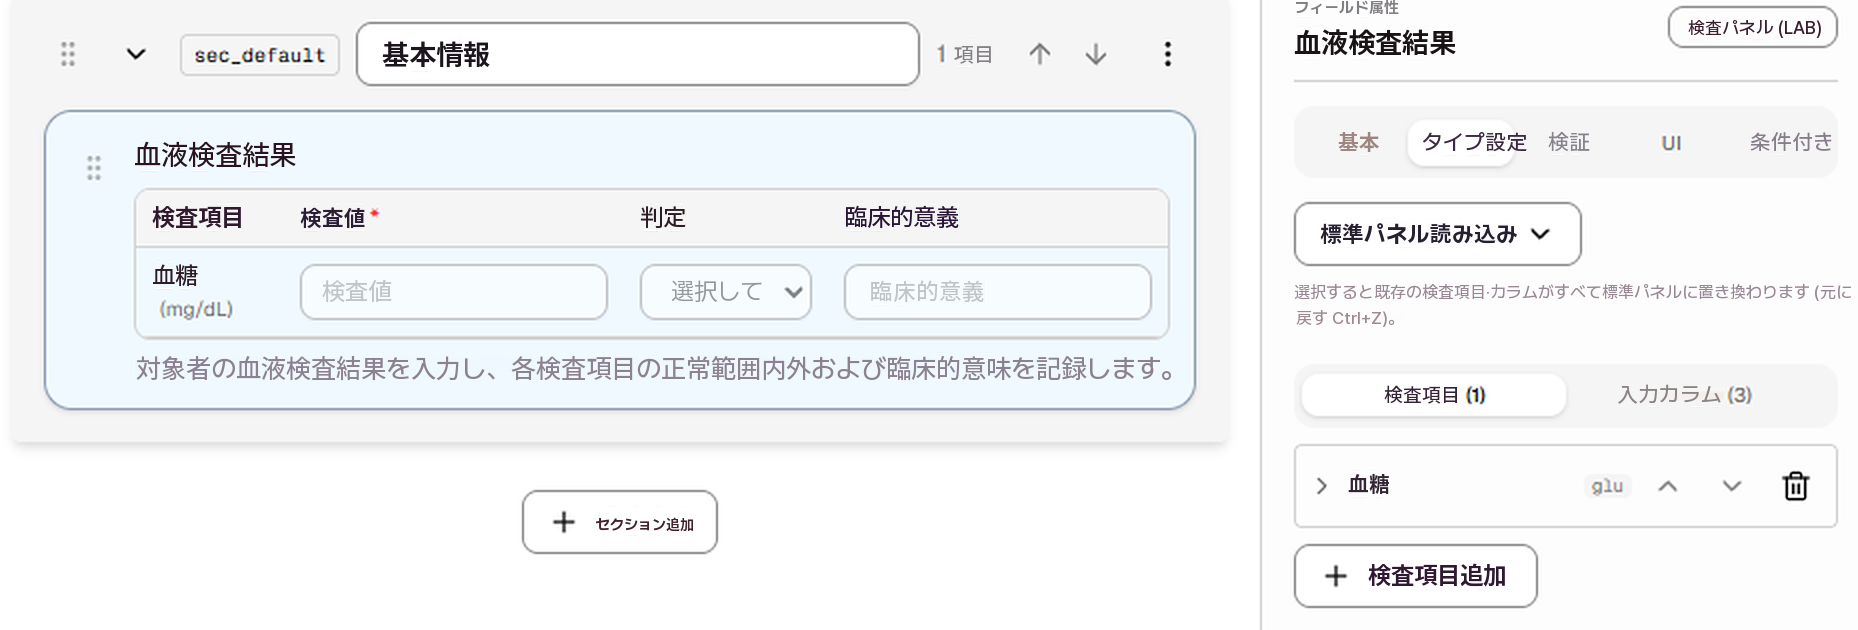 sec_default
基本情報
1 項目
血液検査結果
検査項目 検査値* 判定 臨床的意義
血糖 検査値 選択して 臨床的意義
(mg/dL)
対象者の血液検査結果を入力し、各検査項目の正常範囲内外および臨床的意味を記録します。
セクション追加
フィールド属性
血液検査結果
検査パネル (LAB)
基本 タイプ設定 検証 UI 条件付き
標準パネル読み込み
選択すると既存の検査項目·カラムがすべて標準パネルに置き換わります (元に
戻す Ctrl+Z)。
検査項目 (1) 入力カラム (3)
血糖 glu
検査項目追加